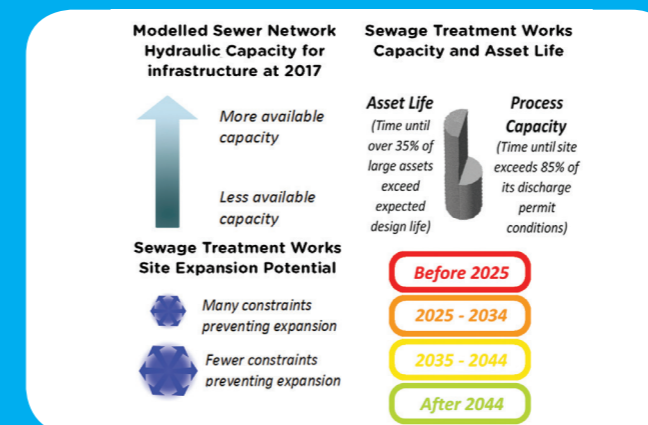 Modelled Sewer Network
Hydraulic Capacity for
infrastructure at 2017
More available
capacity
Less available
capacity
Sewage Treatment Works
Site Expansion Potential
Many constraints
preventing expansion
Fewer constraints
preventing expansion
Sewage Treatment Works
Capacity and Asset Life
Asset Life
(Time until
over 35% of
large assets
exceed
expected
design life)
Process
Capacity
(Time until site
exceeds 85% of
its discharge
permit
conditions)
Before 2025
2025 - 2034
2035 - 2044
After 2044